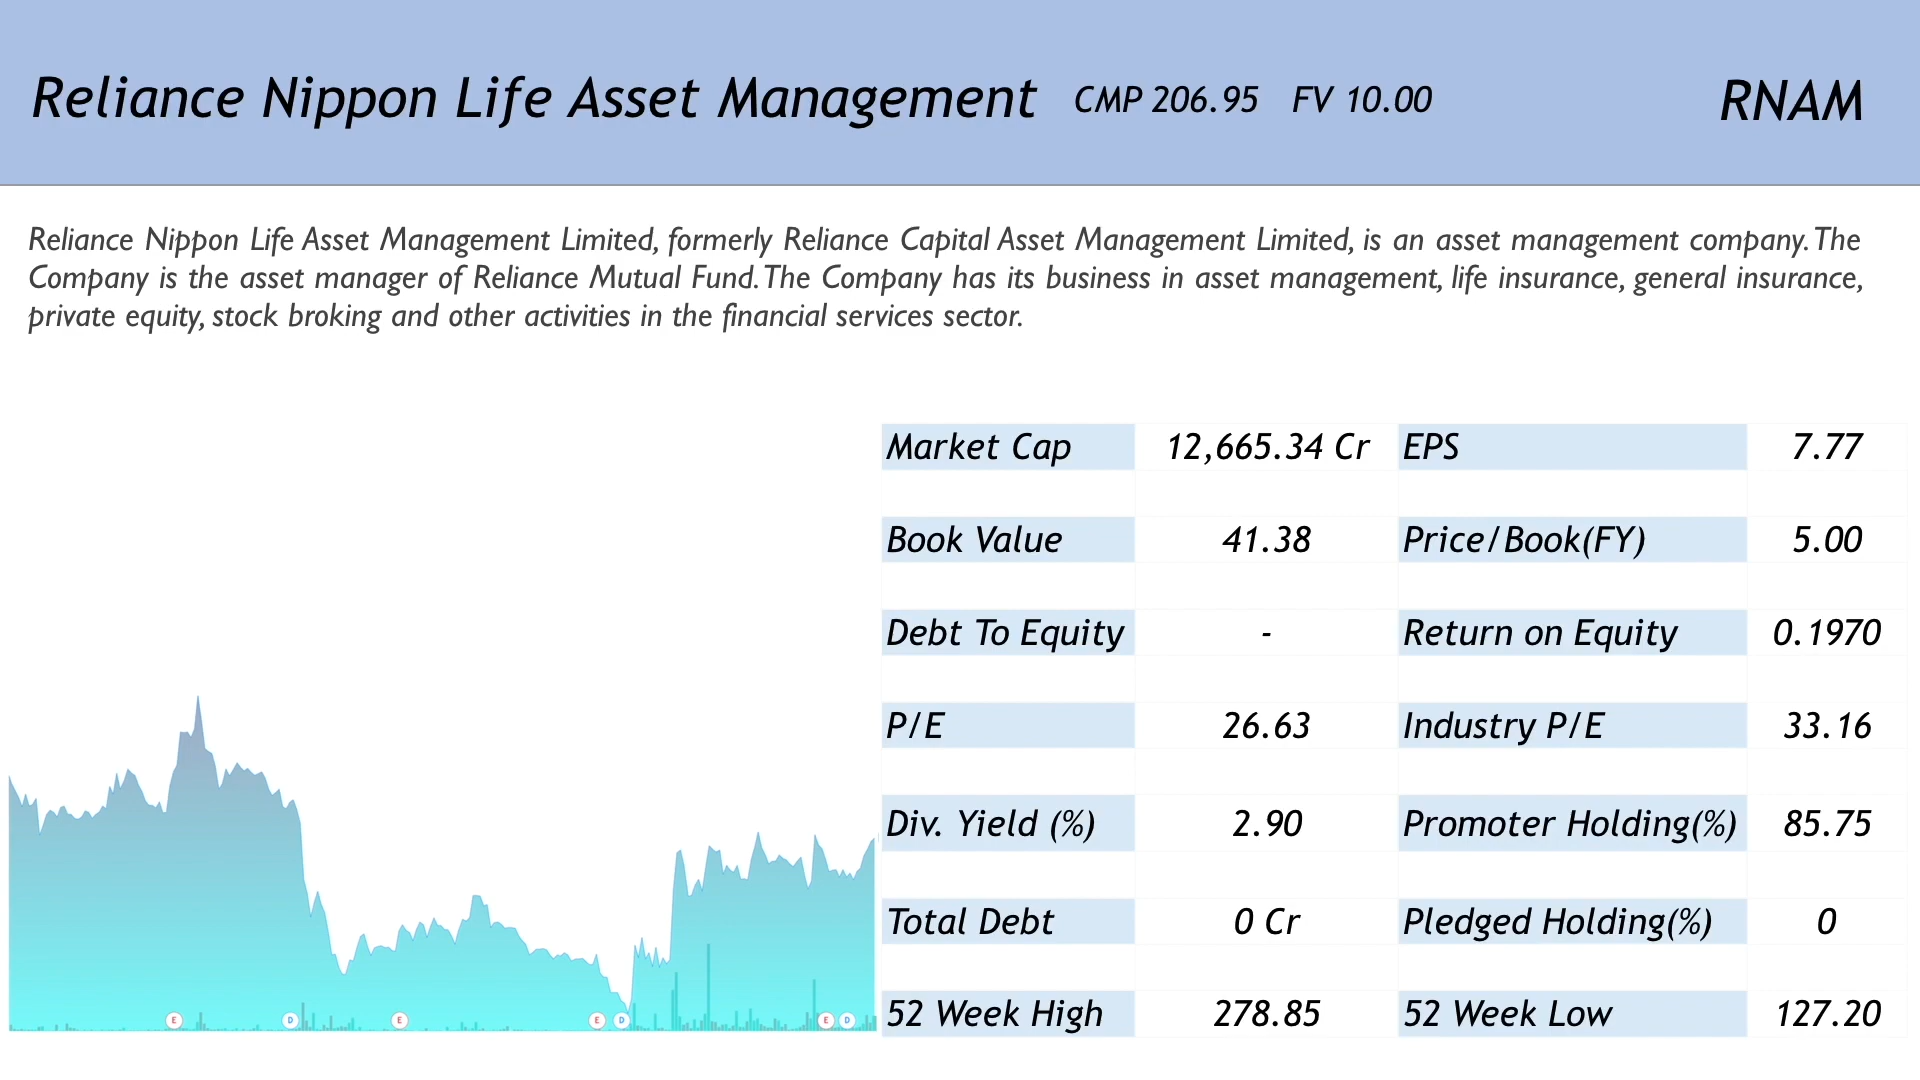 Reliance Nippon Life Asset Management CMP 206.95 FV 10.00 RNAM
Reliance Nippon Life Asset Management Limited, formerly Reliance Capital Asset Management Limited, is an asset management company. The
Company is the asset manager of Reliance Mutual Fund. The Company has its business in asset management, life insurance, general insurance,
private equity, stock broking and other activities in the financial services sector.
Market Cap 12,665.34 Cr EPS 7.77
Book Value 41.38 Price/Book(FY) 5.00
Debt To Equity - Return on Equity 0.1970
P/E 26.63 Industry P/E 33.16
Div. Yield (%) 2.90 Promoter Holding(%) 85.75
Total Debt 0 Cr Pledged Holding(%) 0
52 Week High 278.85 52 Week Low 127.20
E D E E D E D